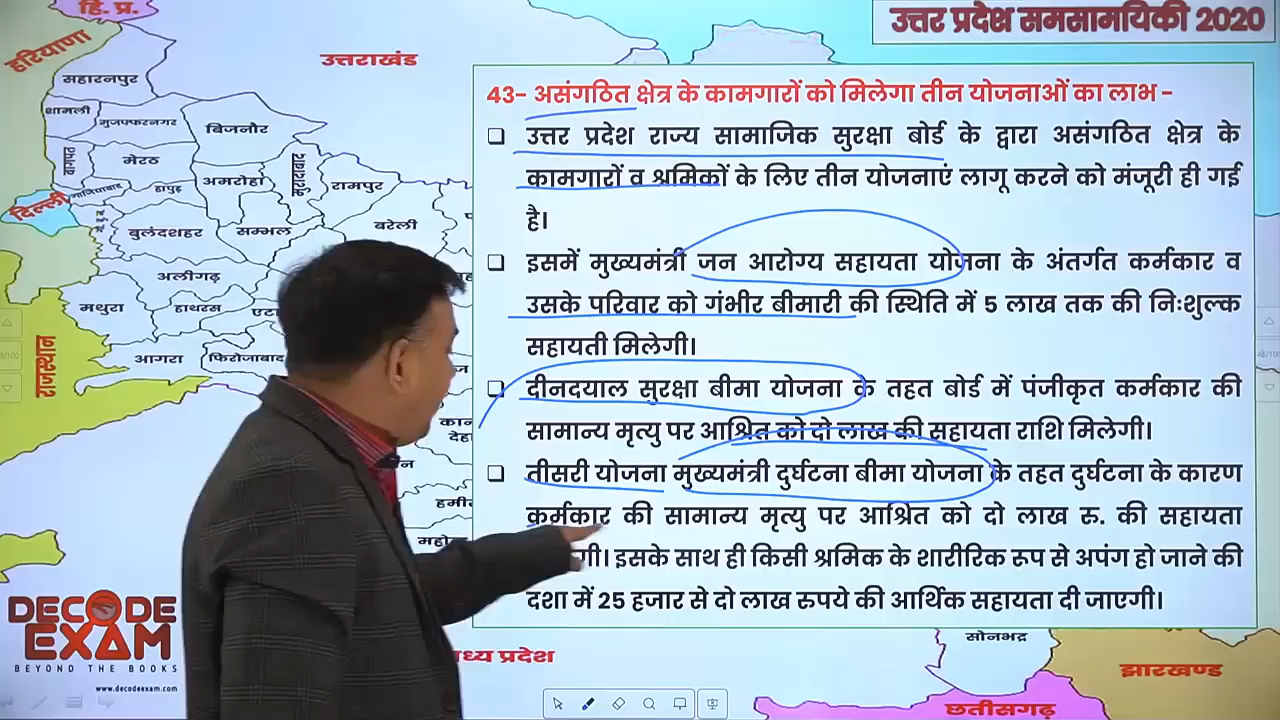 हि. प्र.
उत्तर प्रदेश समसामयिकी 2020
हरियाणा
उत्तराखंड
सहारनपुर
शामली
मुजफ्फरनगर
बिजनौर
बागपत
मेरठ
हापुड़
अमरोहा
मुरादाबाद
रामपुर
गाजियाबाद
दिल्ली
बुलंदशहर
सम्भल
बरेली
अलीगढ़
मथुरा
हाथरस
एटा
राजस्थान
आगरा
फिरोजाबाद
43- असंगठित क्षेत्र के कामगारों को मिलेगा तीन योजनाओं का लाभ -
उत्तर प्रदेश राज्य सामाजिक सुरक्षा बोर्ड के द्वारा असंगठित क्षेत्र के
कामगारों व श्रमिकों के लिए तीन योजनाएं लागू करने को मंजूरी ही गई
है।
इसमें मुख्यमंत्री जन आरोग्य सहायता योजना के अंतर्गत कर्मकार व
उसके परिवार को गंभीर बीमारी की स्थिति में 5 लाख तक की निःशुल्क
सहायती मिलेगी।
दीनदयाल सुरक्षा बीमा योजना के तहत बोर्ड में पंजीकृत कर्मकार की
सामान्य मृत्यु पर आश्रित को दो लाख की सहायता राशि मिलेगी।
तीसरी योजना मुख्यमंत्री दुर्घटना बीमा योजना के तहत दुर्घटना के कारण
कर्मकार की सामान्य मृत्यु पर आश्रित को दो लाख रु. की सहायता
गी। इसके साथ ही किसी श्रमिक के शारीरिक रूप से अपंग हो जाने की
दशा में 25 हजार से दो लाख रुपये की आर्थिक सहायता दी जाएगी।
कान
देहा
हमी
महो
DECODE
EXAM
BEYOND THE BOOKS
www.decodeexam.com
ध्य प्रदेश
सोनभद्र
झारखण्ड
छत्तीसगढ़